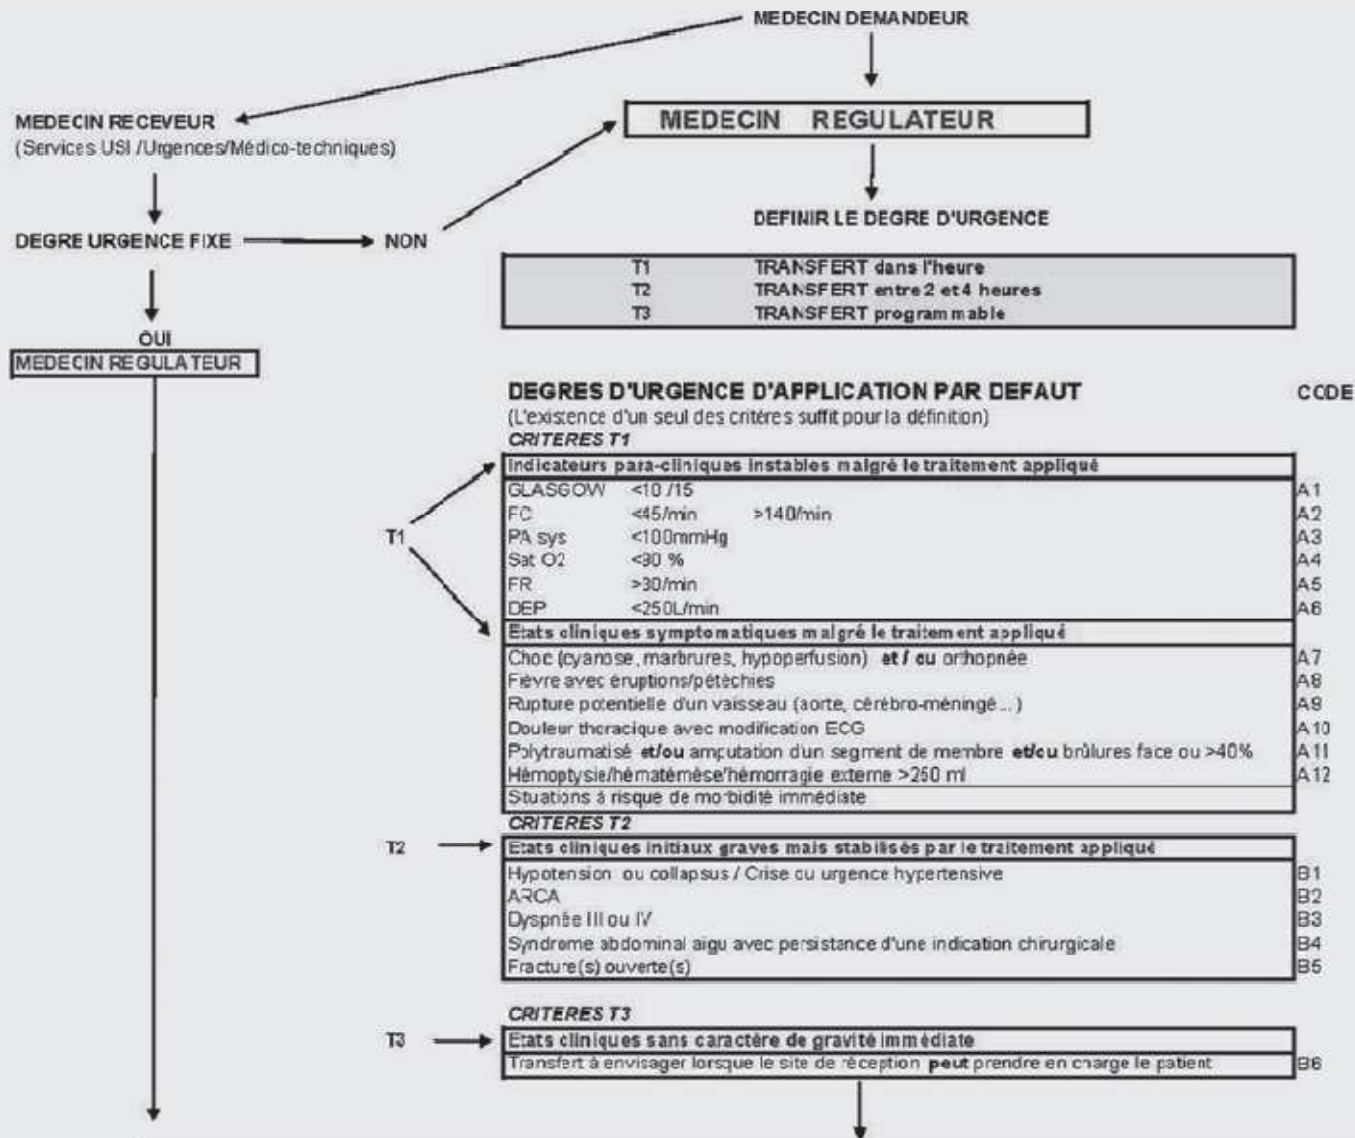 MEDECIN DEMANDEUR
MEDECIN RECEVEUR
(Services USI /Urgences/Médico-techniques)
MEDECIN REGULATEUR
DEGRE URGENCE FIXE
NON
DEFINIR LE DEGRE D'URGENCE
T1 TRANSFERT dans l'heure
T2 TRANSFERT entre 2 et 4 heures
T3 TRANSFERT programmable
OUI
MEDECIN REGULATEUR
DEGRES D'URGENCE D'APPLICATION PAR DEFAUT CODE
(L'existence d'un seul des critères suffit pour la définition)
CRITERES T1
Indicateurs para-cliniques instables malgré le traitement appliqué
GLASGOW <10 /15 A1
FC <45/min >140/min A2
T1
PA sys <100mmHg A3
Sat O2 <90 % A4
FR >30/min A5
DEP <250L/min A6
Etats cliniques symptomatiques malgré le traitement appliqué
Choc (cyanose, marbrures, hypoperfusion) et / ou orthopnée A7
Fièvre avec éruptions/pétéchies A8
Rupture potentielle d'un vaisseau (aorte, cérébro-méningé...) A9
Douleur thoracique avec modification ECG A10
Polytraumatisé et/ou amputation d'un segment de membre et/ou brûlures face ou >40% A11
Hémoptysie/hématémèse/hémorragie externe >250 ml A12
Situations à risque de morbidité immédiate
CRITERES T2
T2
Etats cliniques initiaux graves mais stabilisés par le traitement appliqué
Hypotension ou collapsus / Crise ou urgence hypertensive B1
ARCA B2
Dyspnée III ou IV B3
Syndrome abdominal aigu avec persistance d'une indication chirurgicale B4
Fracture(s) ouverte(s) B5
CRITERES T3
T3
Etats cliniques sans caractère de gravité immédiate
Transfert à envisager lorsque le site de réception peut prendre en charge le patient B6